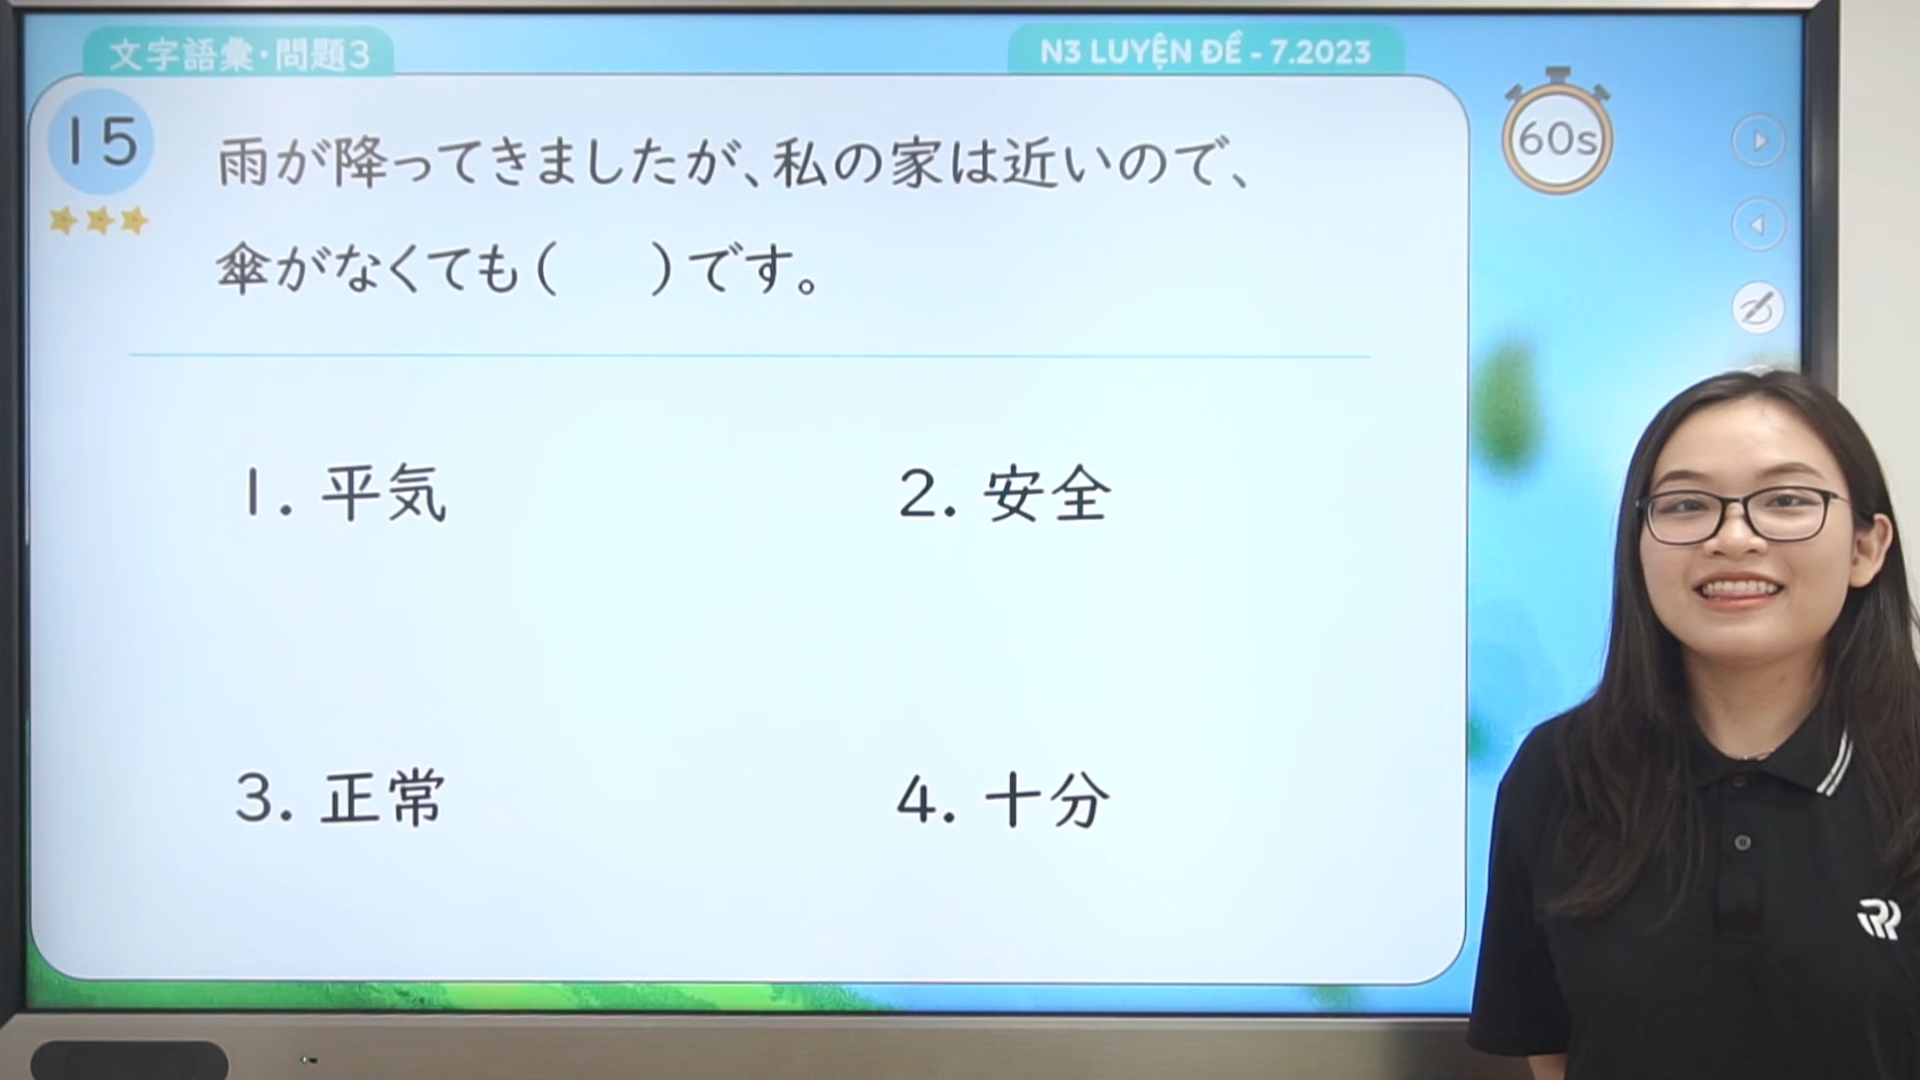 文字語彙・問題3
N3 LUYỆN ĐỀ - 7.2023
15
60s
雨が降ってきましたが、私の家は近いので、
傘がなくても(　　)です。
1. 平気
2. 安全
3. 正常
4. 十分